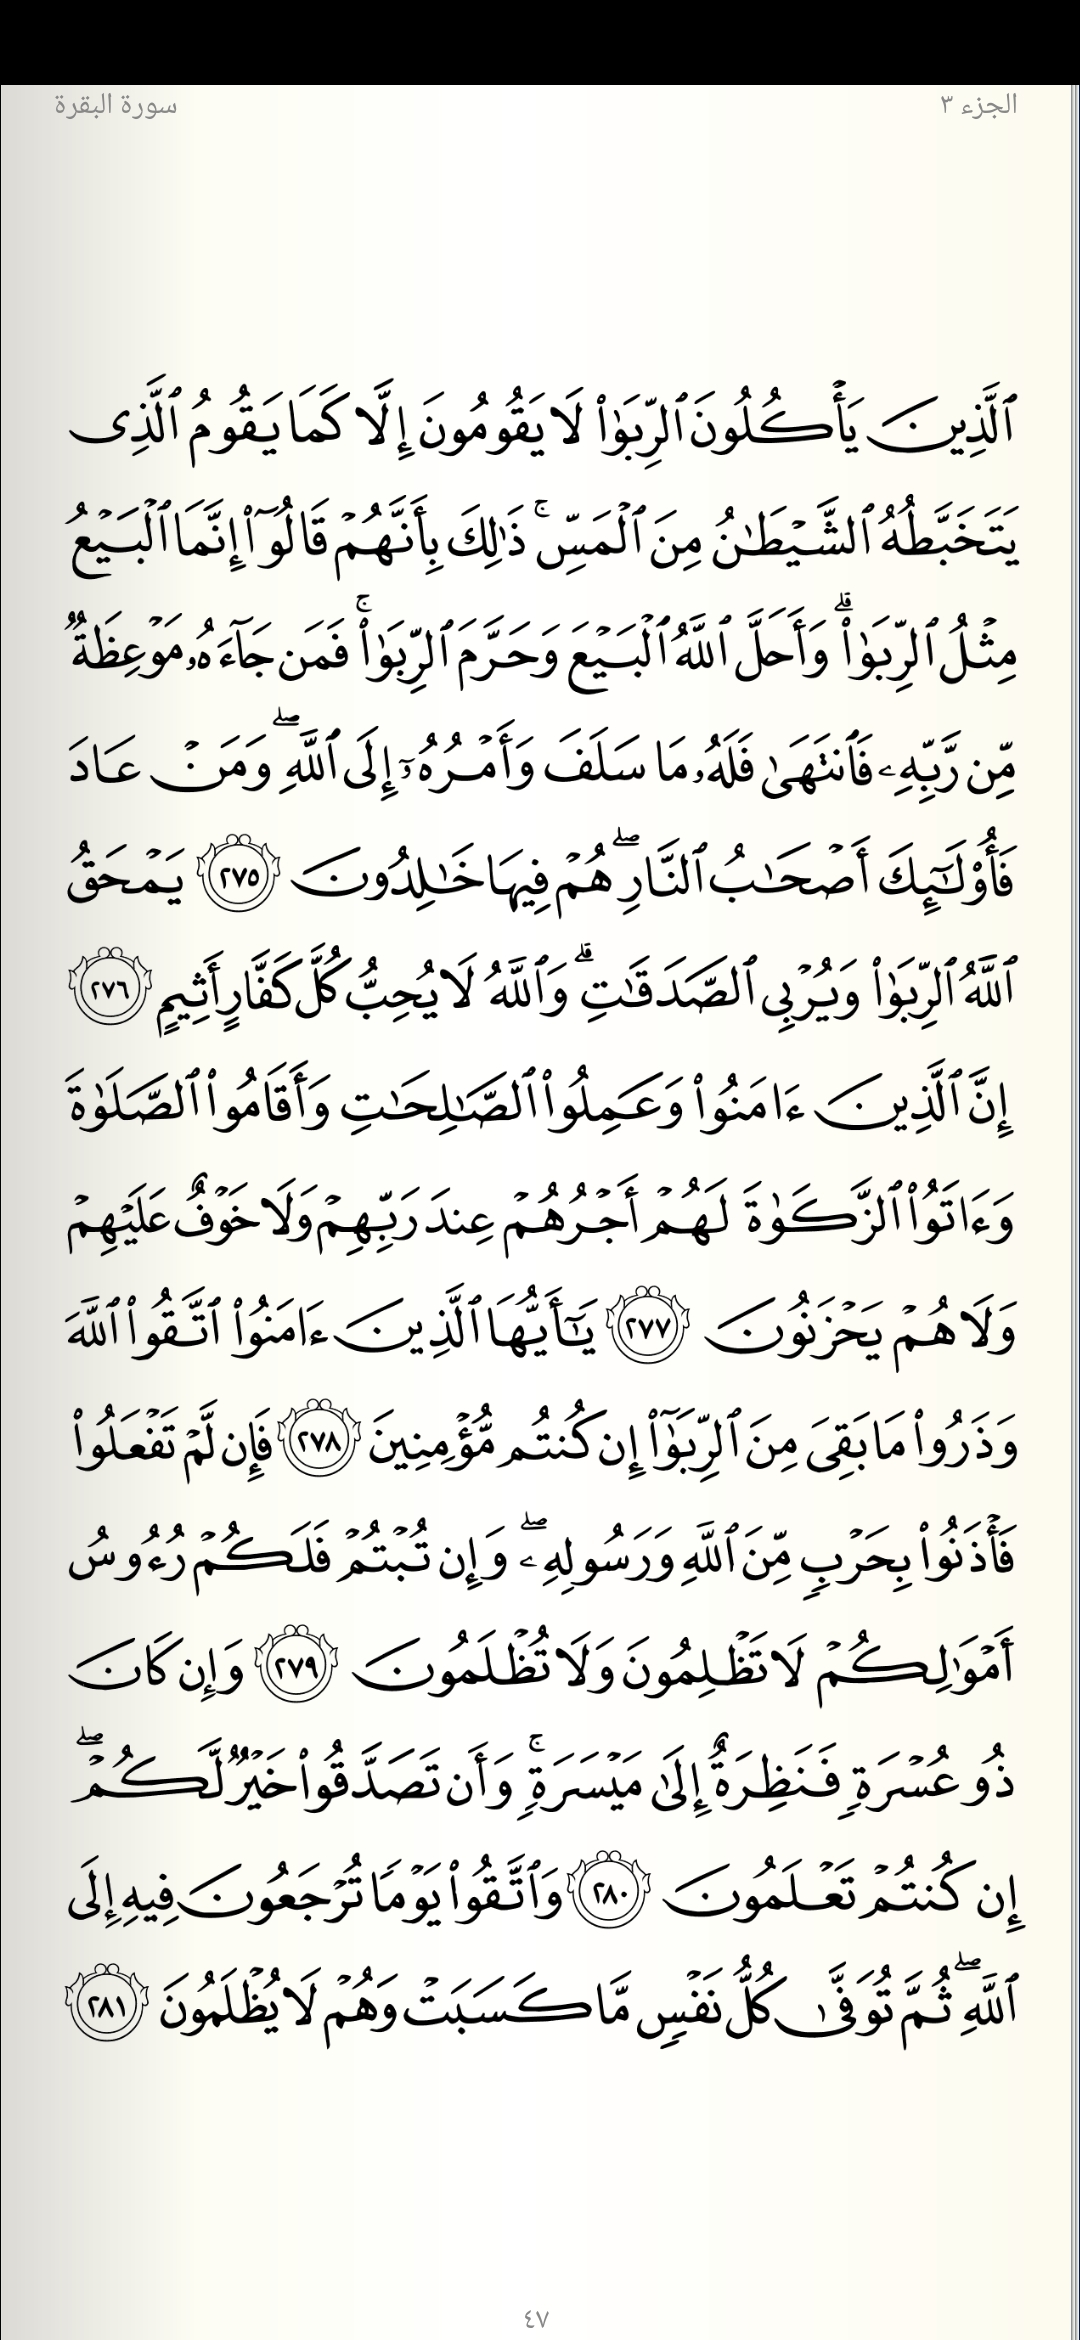 الجزء ٣
سورة البقرة
ٱلَّذِينَ يَأۡكُلُونَ ٱلرِّبَوٰاْ لَا يَقُومُونَ إِلَّا كَمَا يَقُومُ ٱلَّذِى
يَتَخَبَّطُهُ ٱلشَّيۡطَٰنُ مِنَ ٱلۡمَسِّۚ ذَٰلِكَ بِأَنَّهُمۡ قَالُوٓاْ إِنَّمَا ٱلۡبَيۡعُ
مِثۡلُ ٱلرِّبَوٰاْۗ وَأَحَلَّ ٱللَّهُ ٱلۡبَيۡعَ وَحَرَّمَ ٱلرِّبَوٰاْۚ فَمَن جَآءَهُۥ مَوۡعِظَةٞ
مِّن رَّبِّهِۦ فَٱنتَهَىٰ فَلَهُۥ مَا سَلَفَ وَأَمۡرُهُۥٓ إِلَى ٱللَّهِۖ وَمَنۡ عَادَ
فَأُوْلَٰٓئِكَ أَصۡحَٰبُ ٱلنَّارِۖ هُمۡ فِيهَا خَٰلِدُونَ ٢٧٥ يَمۡحَقُ
ٱللَّهُ ٱلرِّبَوٰاْ وَيُرۡبِى ٱلصَّدَقَٰتِۗ وَٱللَّهُ لَا يُحِبُّ كُلَّ كَفَّارٍ أَثِيمٍ ٢٧٦
إِنَّ ٱلَّذِينَ ءَامَنُواْ وَعَمِلُواْ ٱلصَّٰلِحَٰتِ وَأَقَامُواْ ٱلصَّلَوٰةَ
وَءَاتَوُاْ ٱلزَّكَوٰةَ لَهُمۡ أَجۡرُهُمۡ عِندَ رَبِّهِمۡ وَلَا خَوۡفٌ عَلَيۡهِمۡ
وَلَا هُمۡ يَحۡزَنُونَ ٢٧٧ يَٰٓأَيُّهَا ٱلَّذِينَ ءَامَنُواْ ٱتَّقُواْ ٱللَّهَ
وَذَرُواْ مَا بَقِىَ مِنَ ٱلرِّبَوٰٓاْ إِن كُنتُم مُّؤۡمِنِينَ ٢٧٨ فَإِن لَّمۡ تَفۡعَلُواْ
فَأۡذَنُواْ بِحَرۡبٖ مِّنَ ٱللَّهِ وَرَسُولِهِۦۖ وَإِن تُبۡتُمۡ فَلَكُمۡ رُءُوسُ
أَمۡوَٰلِكُمۡ لَا تَظۡلِمُونَ وَلَا تُظۡلَمُونَ ٢٧٩ وَإِن كَانَ
ذُو عُسۡرَةٖ فَنَظِرَةٌ إِلَىٰ مَيۡسَرَةٖۚ وَأَن تَصَدَّقُواْ خَيۡرٞ لَّكُمۡۖ
إِن كُنتُمۡ تَعۡلَمُونَ ٢٨٠ وَٱتَّقُواْ يَوۡمٗا تُرۡجَعُونَ فِيهِ إِلَى
ٱللَّهِۖ ثُمَّ تُوَفَّىٰ كُلُّ نَفۡسٖ مَّا كَسَبَتۡ وَهُمۡ لَا يُظۡلَمُونَ ٢٨١
٤٧